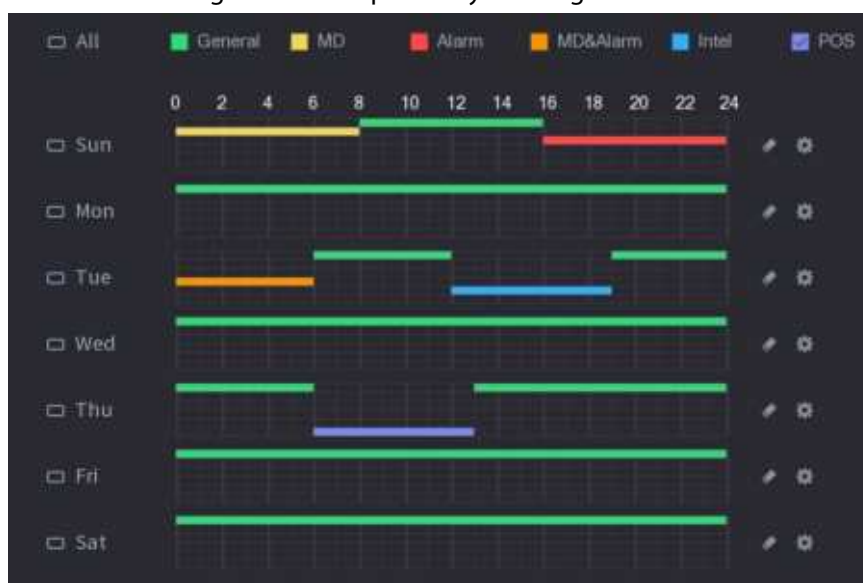 All General MD Alarm MD&Alarm Intel POS
0 2 4 6 8 10 12 14 16 18 20 22 24
Sun
Mon
Tue
Wed
Thu
Fri
Sat